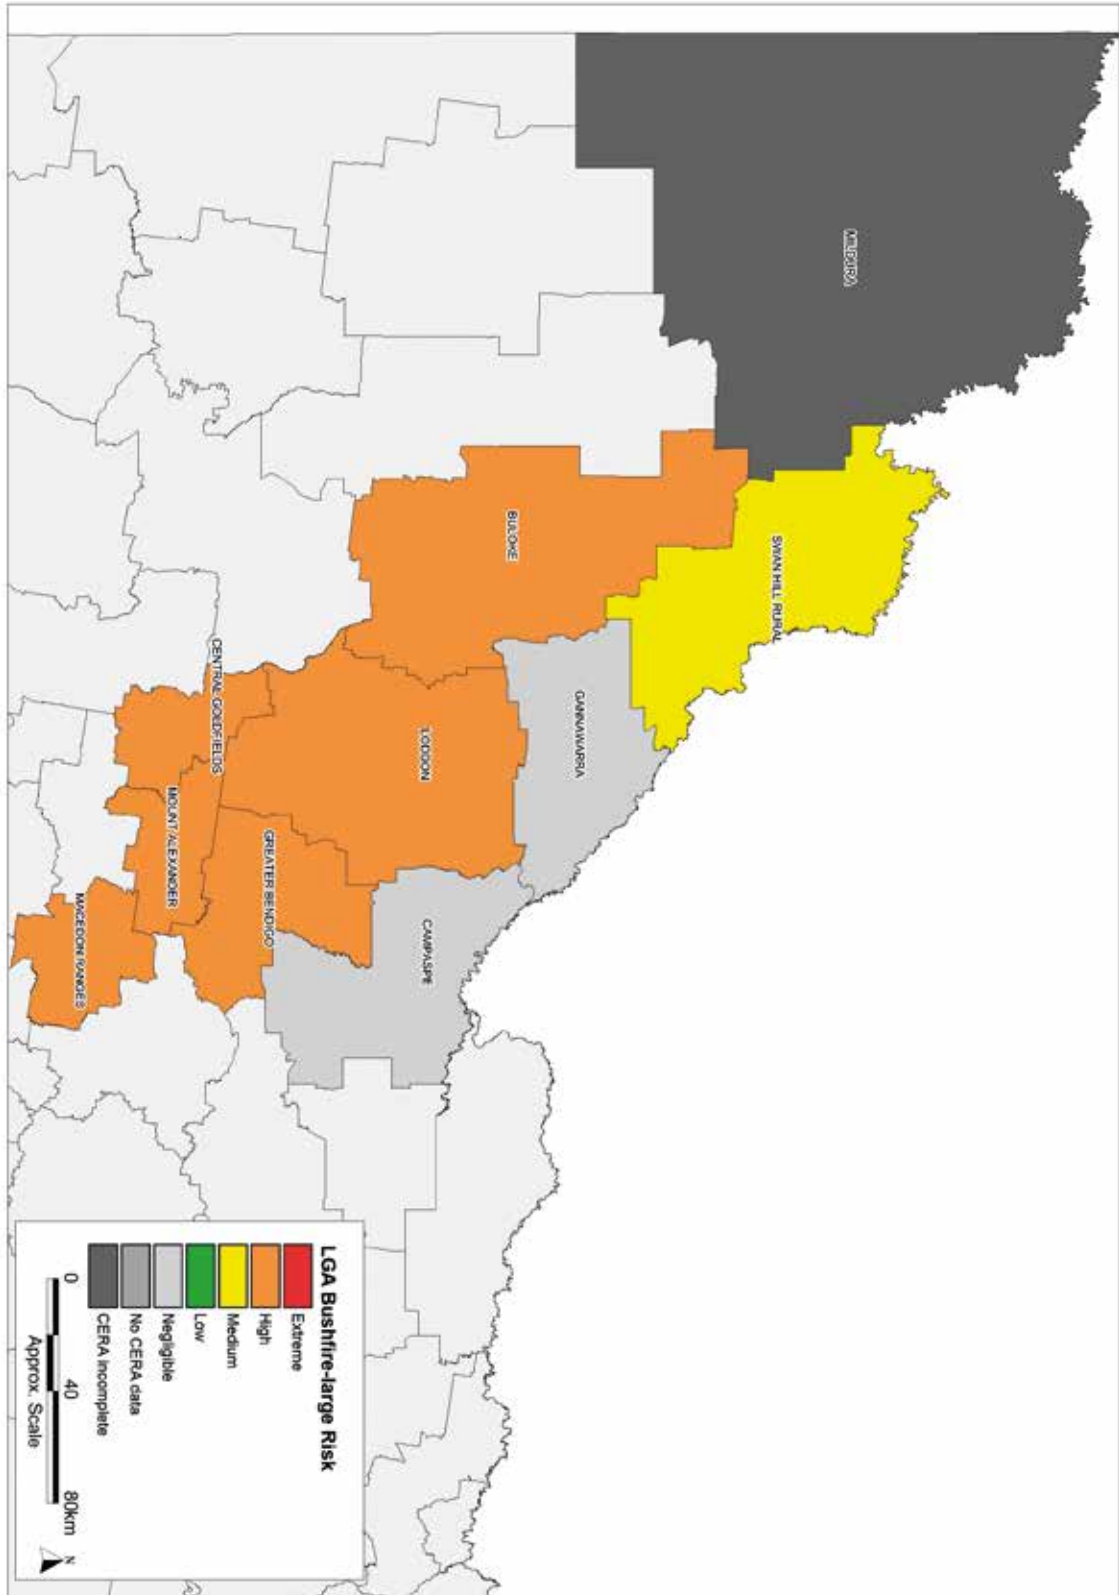 MILDURA
SWAN HILL RURAL
BULOKE
GANNAWARRA
LODDON
CENTRAL GOLDFIELDS
CAMPASPE
GREATER BENDIGO
MOUNT ALEXANDER
MACEDON RANGES
LGA Bushfire-large Risk
Extreme
High
Medium
Low
Negligible
No CERA data
CERA incomplete
0 40 80km
Approx. Scale
N